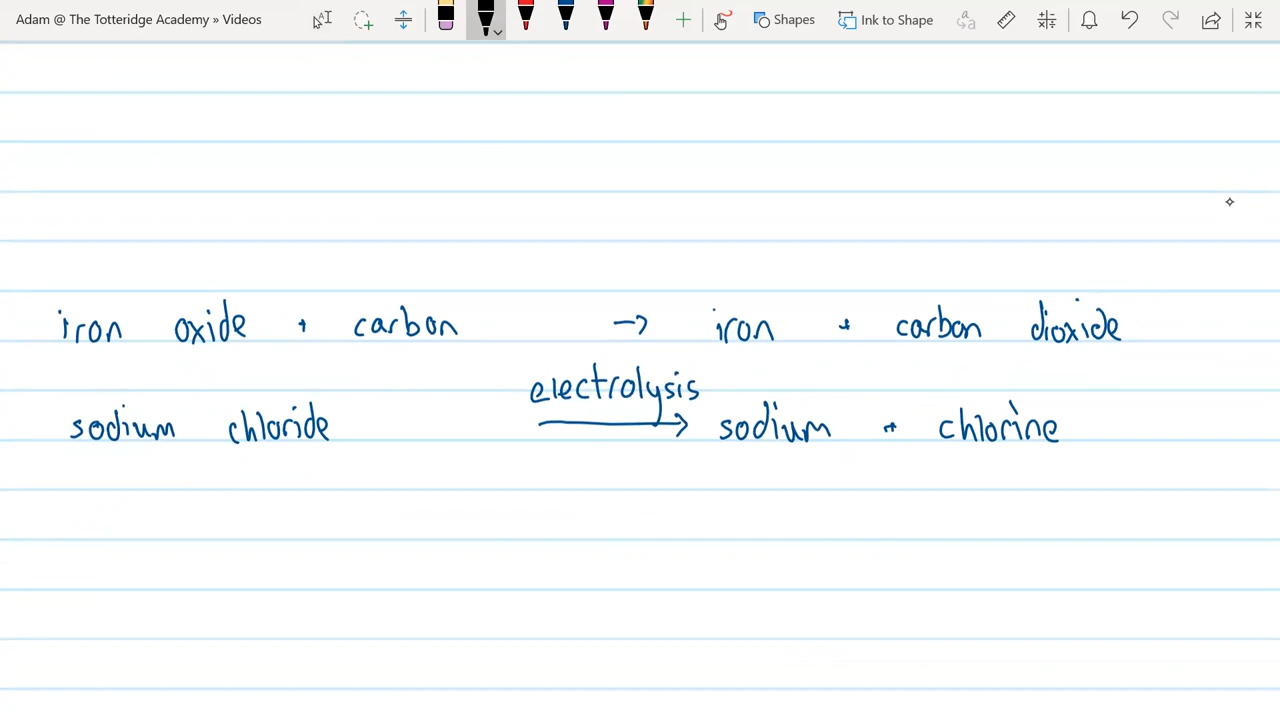 Adam @ The Totteridge Academy » Videos
Shapes
Ink to Shape
iron oxide + carbon → iron + carbon dioxide
electrolysis
sodium chloride → sodium + chlorine